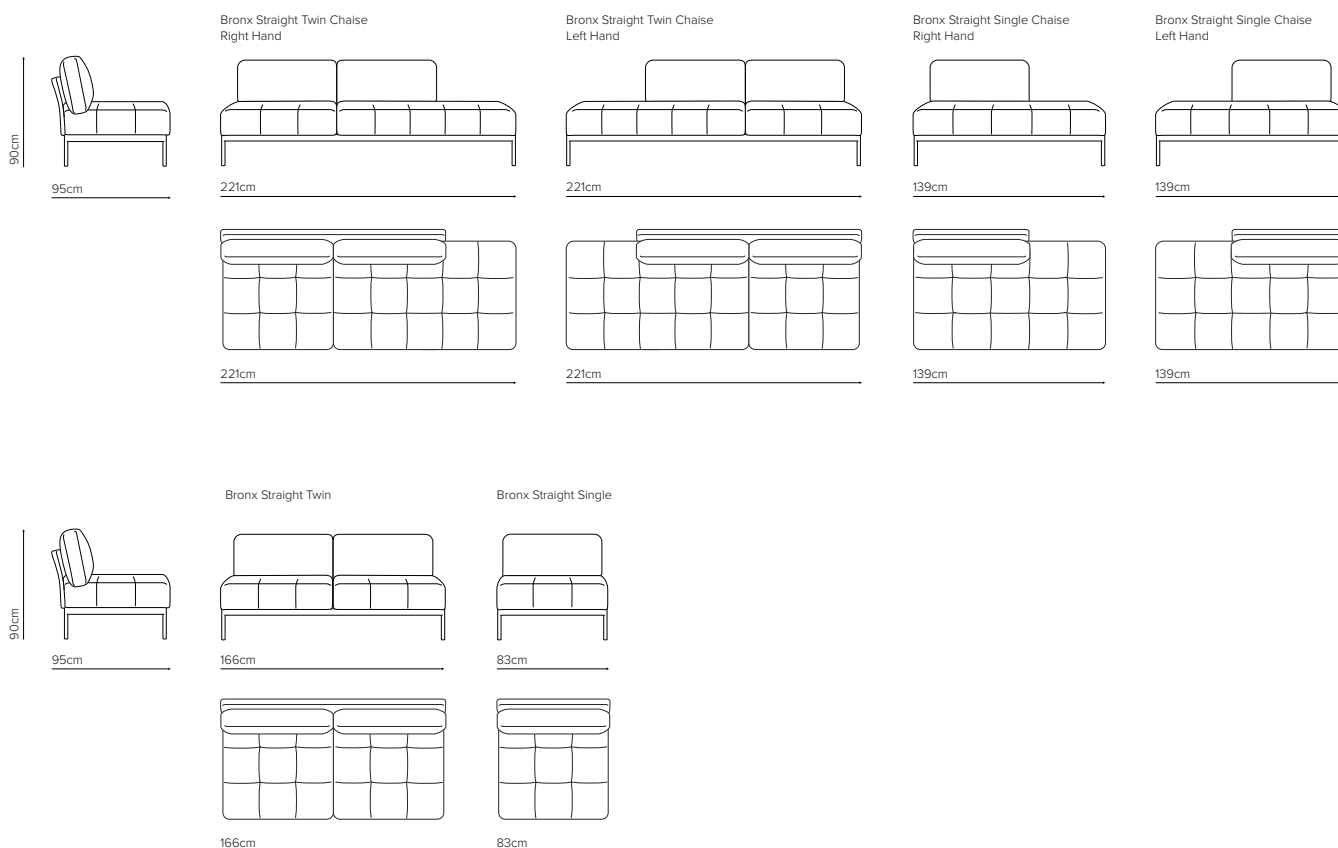 Bronx Straight Twin Chaise
Right Hand
Bronx Straight Twin Chaise
Left Hand
Bronx Straight Single Chaise
Right Hand
Bronx Straight Single Chaise
Left Hand
90cm
95cm
221cm
221cm
139cm
139cm
221cm
221cm
139cm
139cm
Bronx Straight Twin
Bronx Straight Single
90cm
95cm
166cm
83cm
166cm
83cm